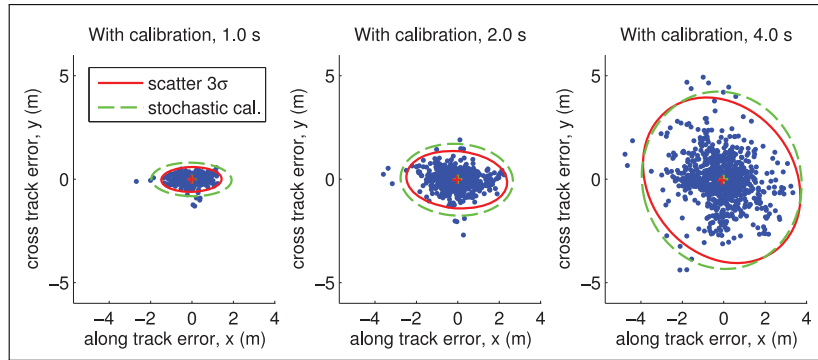 With calibration, 1.0 s
With calibration, 2.0 s
With calibration, 4.0 s
scatter 3σ
stochastic cal.
cross track error, y (m)
5
0
−5
−4 −2 0 2 4
along track error, x (m)
cross track error, y (m)
5
0
−5
−4 −2 0 2 4
along track error, x (m)
cross track error, y (m)
5
0
−5
−4 −2 0 2 4
along track error, x (m)